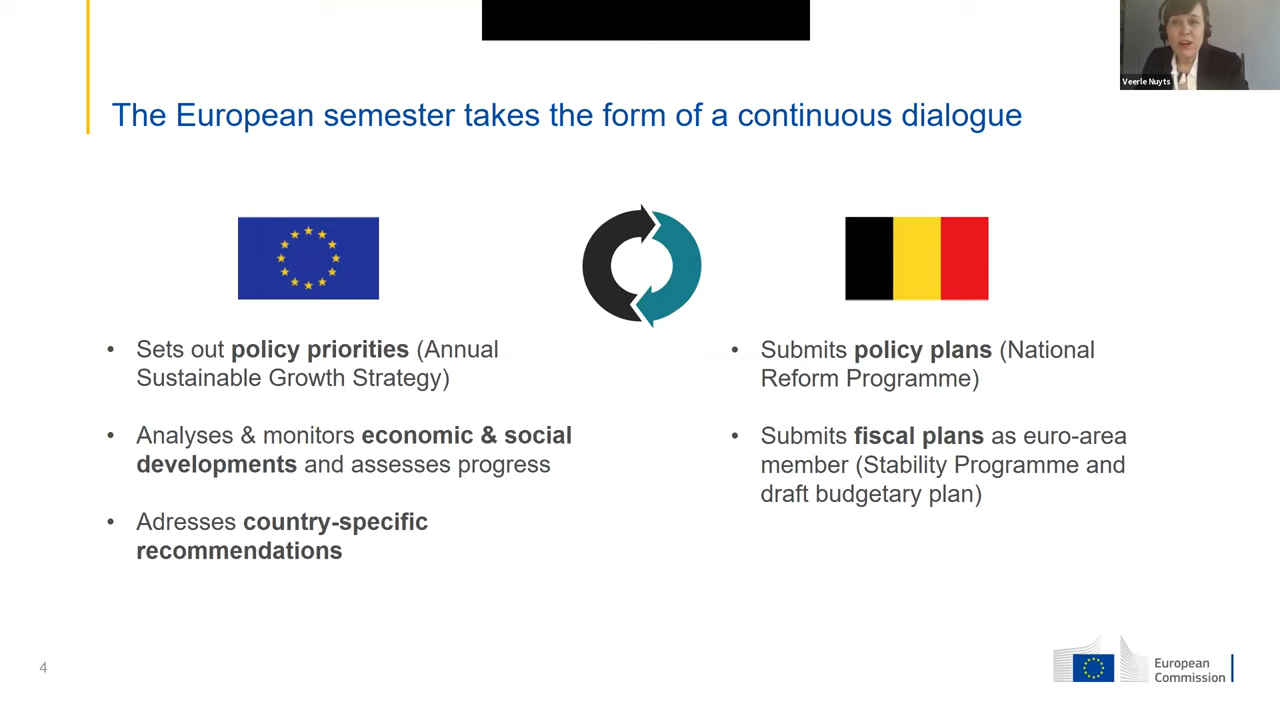 Veerle Nuyts
The European semester takes the form of a continuous dialogue
• Sets out policy priorities (Annual
Sustainable Growth Strategy)
• Analyses & monitors economic & social
developments and assesses progress
• Adresses country-specific
recommendations
• Submits policy plans (National
Reform Programme)
• Submits fiscal plans as euro-area
member (Stability Programme and
draft budgetary plan)
4
European
Commission